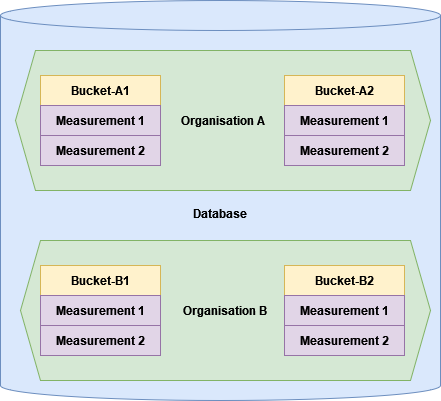 Bucket-A1
Measurement 1
Measurement 2
Organisation A
Bucket-A2
Measurement 1
Measurement 2
Database
Bucket-B1
Measurement 1
Measurement 2
Organisation B
Bucket-B2
Measurement 1
Measurement 2